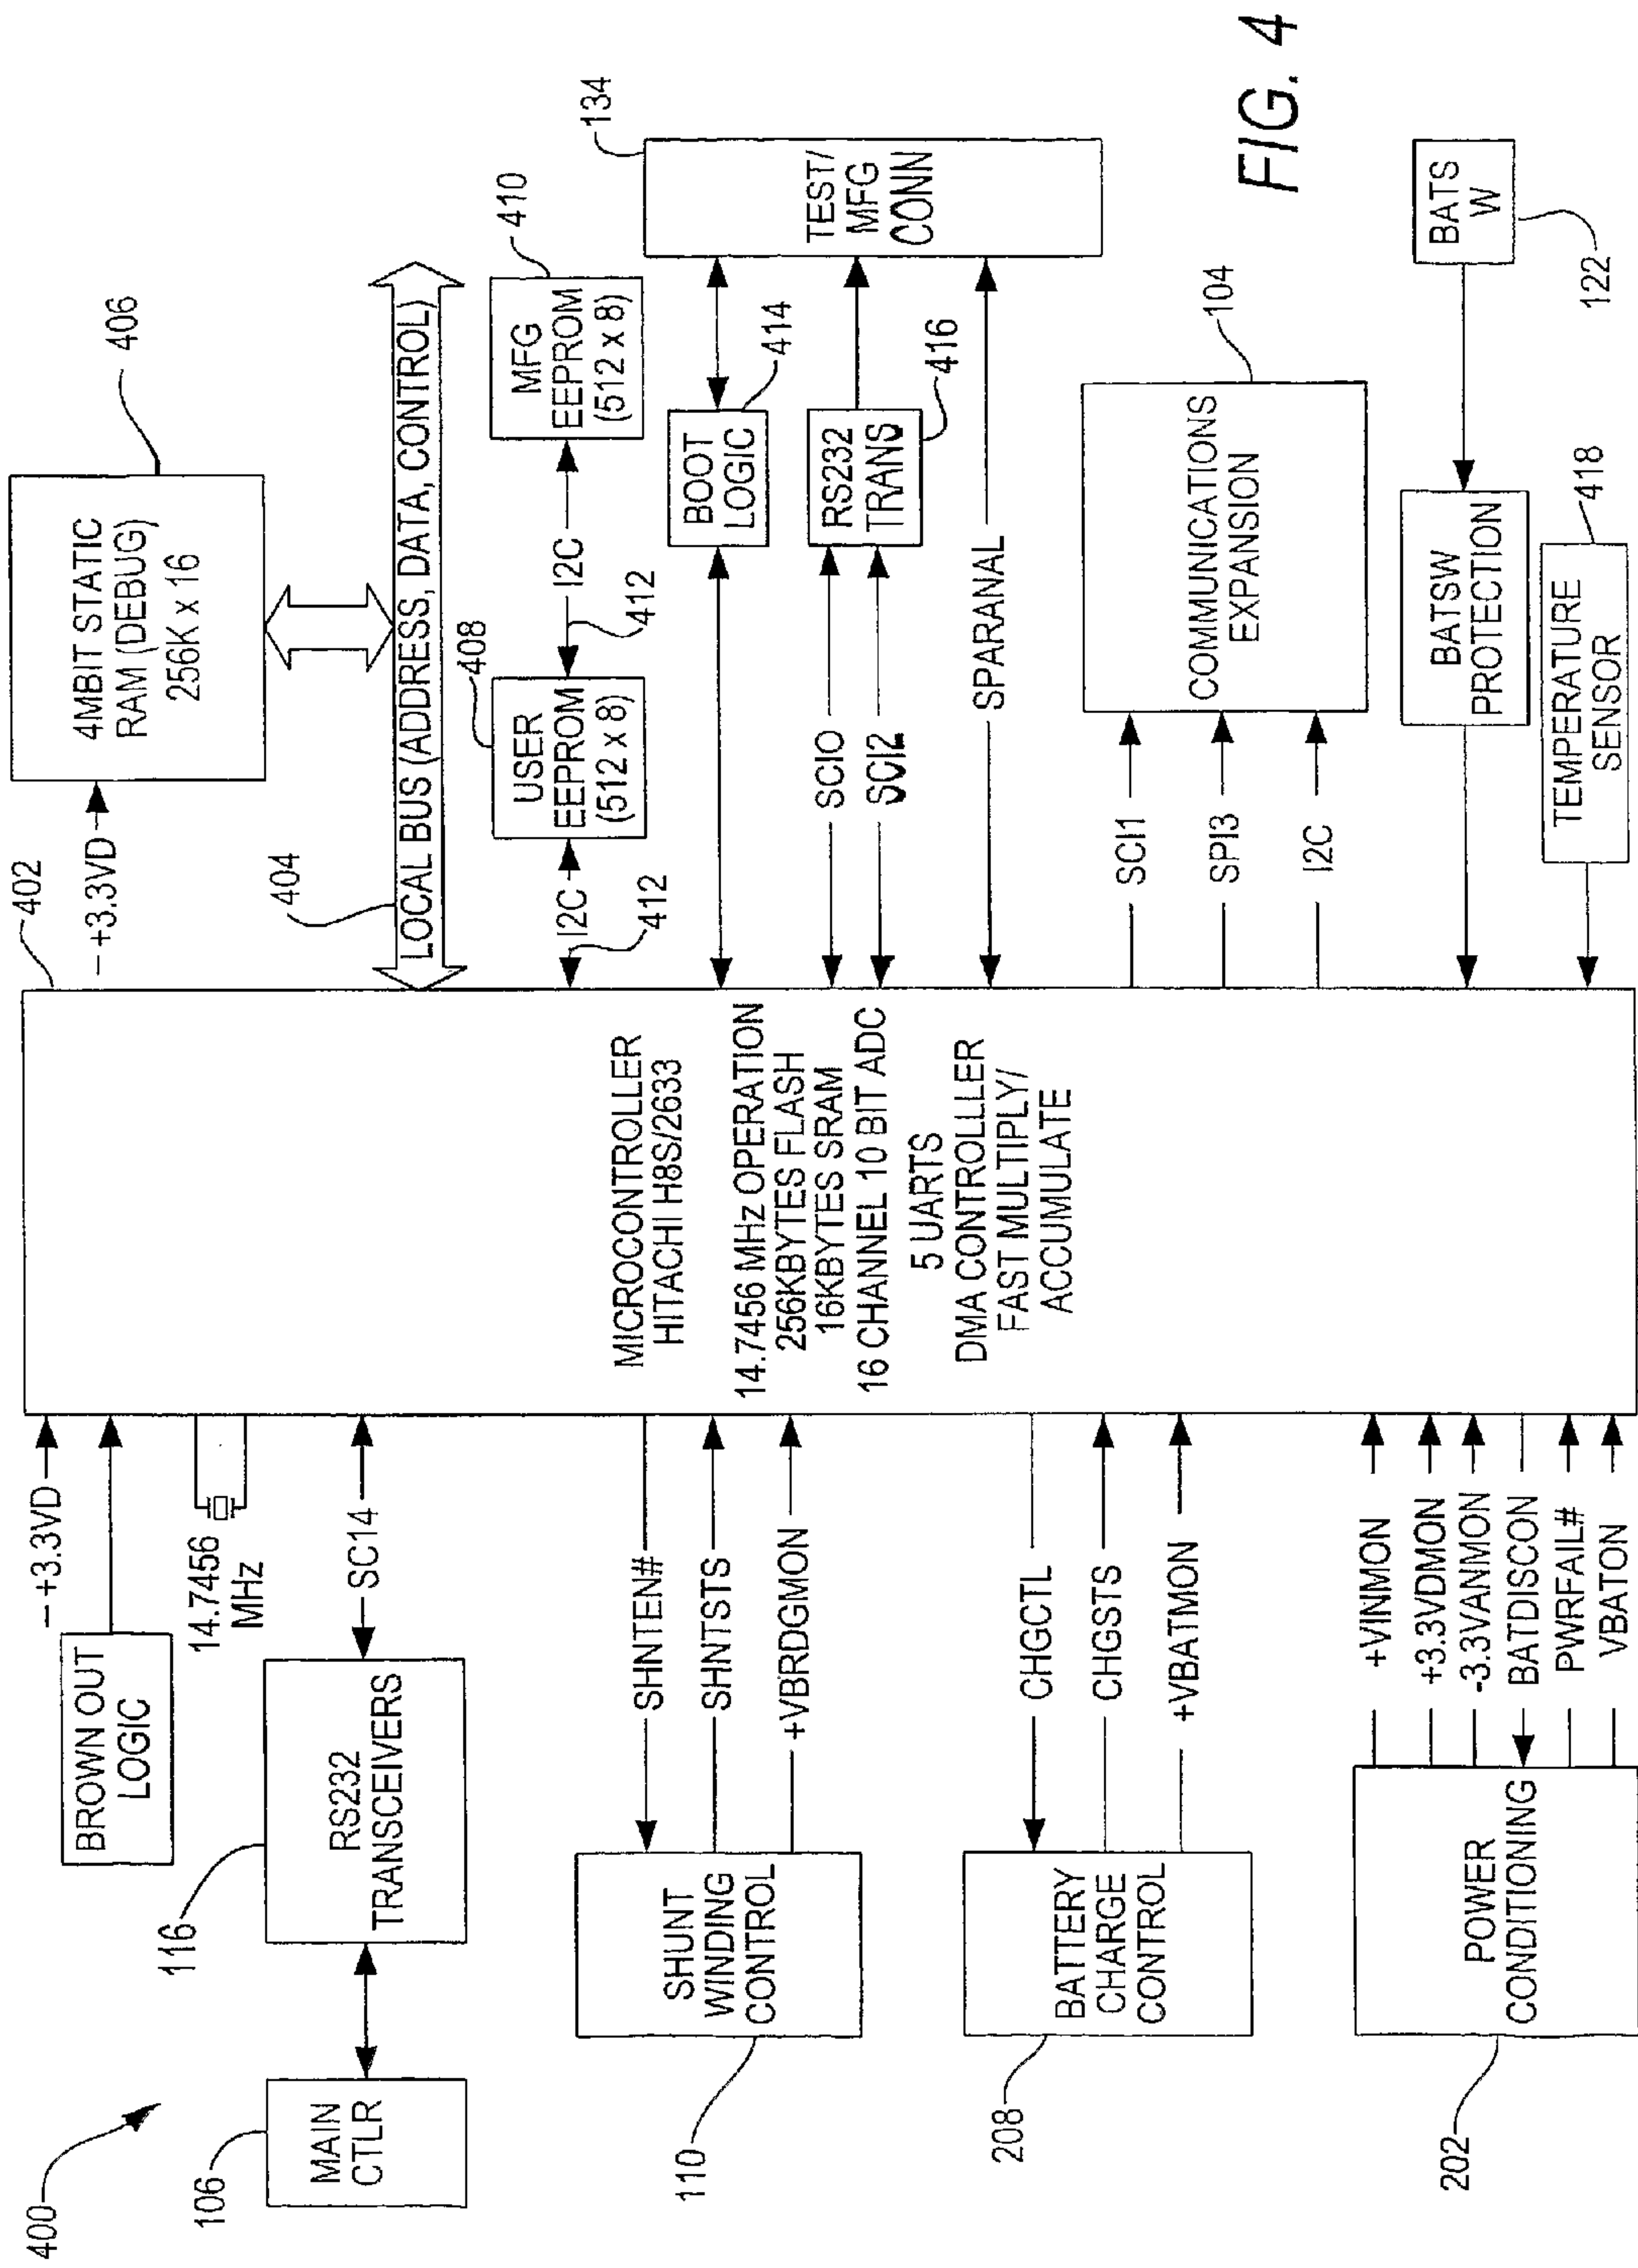 400
106
MAIN
CTLR
116
RS232
TRANSCEIVERS
SC14
BROWN OUT
LOGIC
+3.3VD
14.7456
MHz
110
SHUNT
WINDING
CONTROL
SHNTEN#
SHNTSTS
+VBRDGMON
208
BATTERY
CHARGE
CONTROL
CHGCTL
CHGSTS
+VBATMON
202
POWER
CONDITIONING
+VINMON
+3.3VDMON
-3.3VANMON
BATDISCON
PWRFAIL#
VBATON
402
MICROCONTROLLER
HITACHI H8S/2633
14.7456 MHz OPERATION
256KBYTES FLASH
16KBYTES SRAM
16 CHANNEL 10 BIT ADC
5 UARTS
DMA CONTROLLLER
FAST MULTIPLY/
ACCUMULATE
+3.3VD
4MBIT STATIC
RAM (DEBUG)
256K x 16
406
404
LOCAL BUS (ADDRESS, DATA, CONTROL)
I2C
412
408
USER
EEPROM
(512 x 8)
I2C
412
MFG
EEPROM
(512 x 8)
410
BOOT
LOGIC
414
SCIO
SCI2
RS232
TRANS
416
SPARANAL
TEST/
MFG
CONN
134
SCI1
SPI3
I2C
COMMUNICATIONS
EXPANSION
104
BATSW
PROTECTION
BATS
W
122
TEMPERATURE
SENSOR
418
FIG. 4